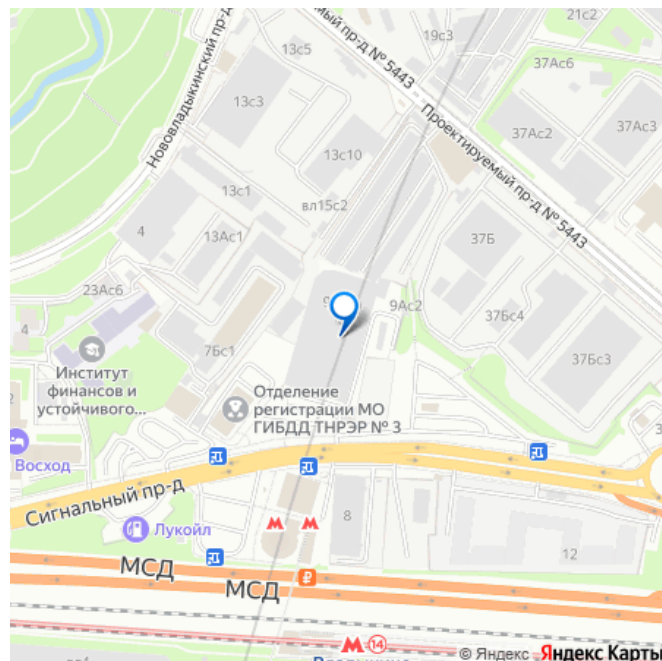 21с2
19с3
37Ас6
13с5
Проектируемый пр-д № 5443
Нововладыкинский пр-д
13с3
37Ас2
37Ас3
13с10
Проектируемый пр-д № 5443
13с1
вл15с2
4
13Ас1
37Б
23Ас6
9Ас2
4
37Бс4
7Бс1
37Бс3
Институт
финансов и
устойчивого...
Отделение
регистрации МО
ГИБДД ТНРЭР № 3
Восход
Сигнальный пр-д
Лукойл
8
12
МСД
МСД
14
© Яндекс Яндекс Карты